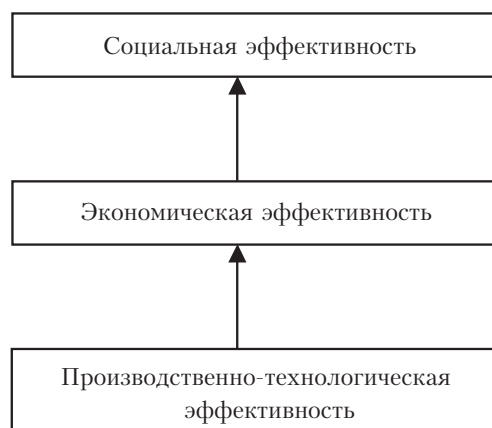 Социальная эффективность
Экономическая эффективность
Производственно-технологическая
эффективность